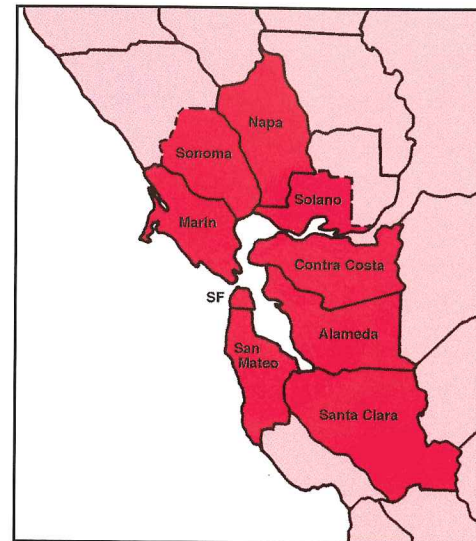 Napa
Sonoma
Solano
Marin
Contra Costa
SF
Alameda
San
Mateo
Santa Clara